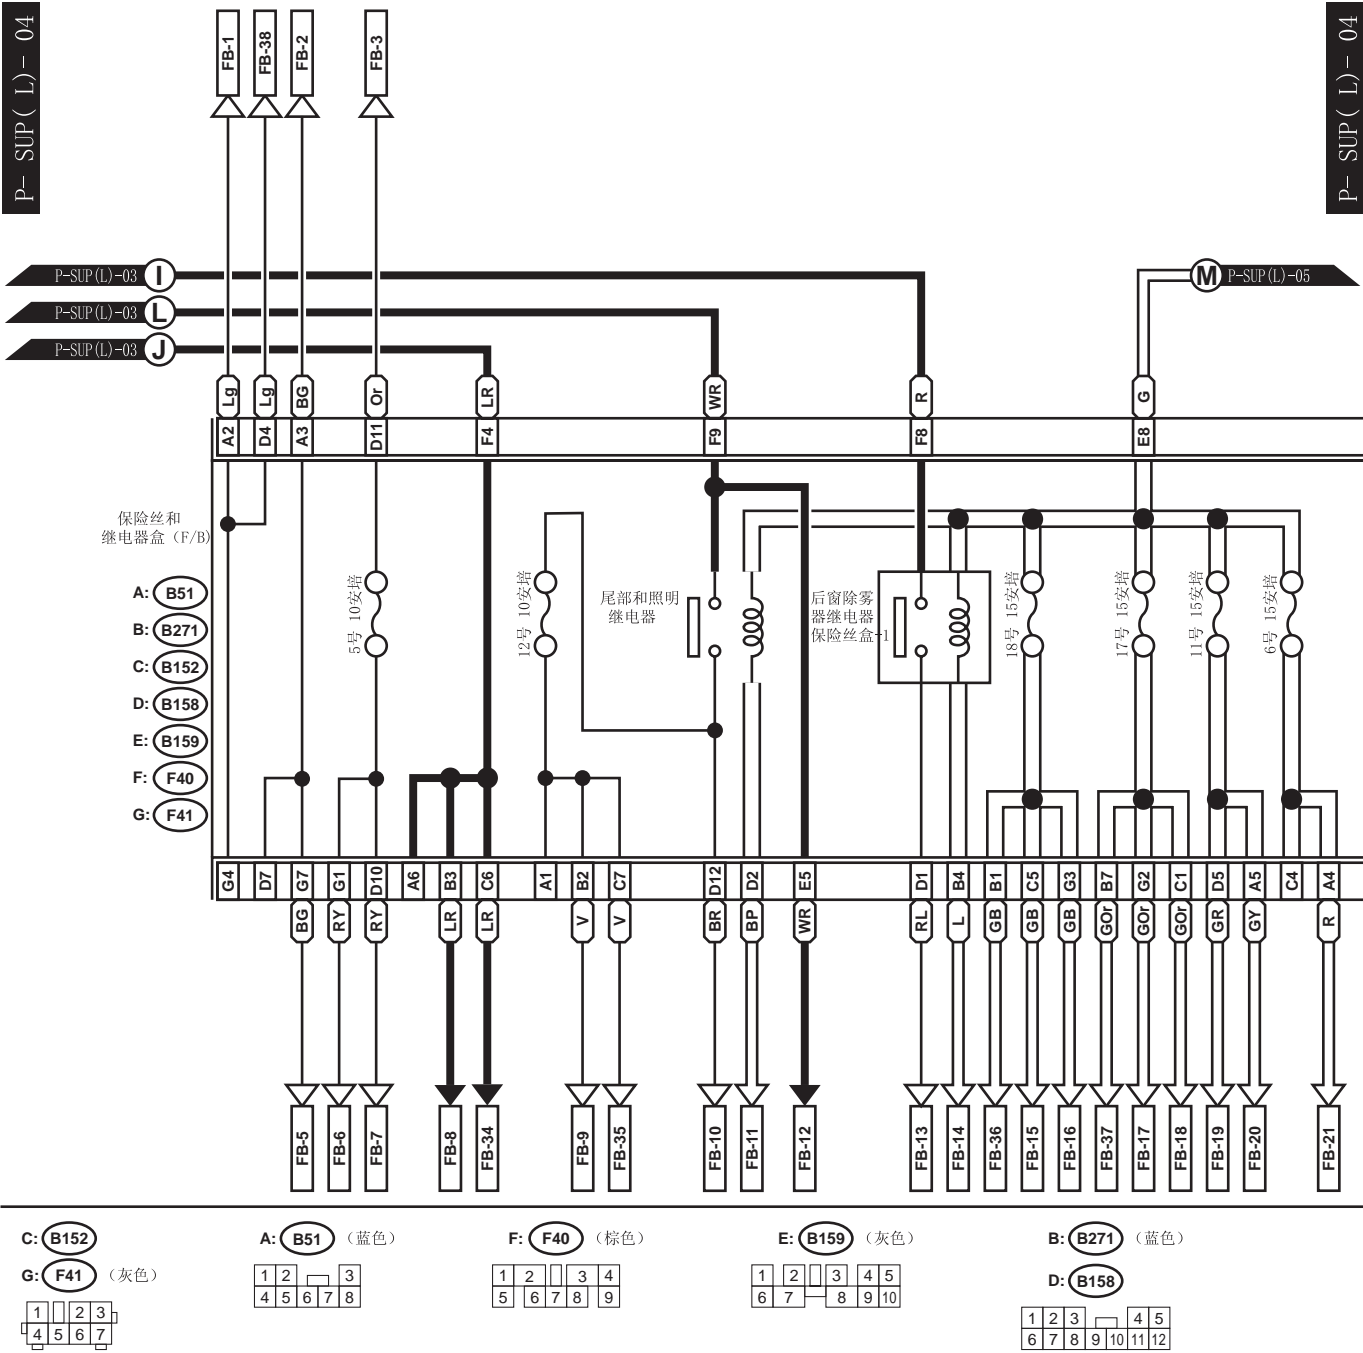 P- SUP( L)- 04
P- SUP( L)- 04
FB-1
FB-38
FB-2
FB-3
P-SUP(L)-03 I
P-SUP(L)-03 L
P-SUP(L)-03 J
M P-SUP(L)-05
Lg Lg BG Or LR WR R G
A2 D4 A3 D11 F4 F9 F8 E8
保险丝和
继电器盒（F/B)
A: B51
B: B271
C: B152
D: B158
E: B159
F: F40
G: F41
5号 10安培
12号 10安培
尾部和照明
继电器
后窗除雾
器继电器
保险丝盒-1
18号 15安培
17号 15安培
11号 15安培
6号 15安培
G4 D7 G7 G1 D10 A6 B3 C6 A1 B2 C7 D12 D2 E5 D1 B4 B1 C5 G3 B7 G2 C1 D5 A5 C4 A4
BG RY RY LR LR V V BR BP WR RL L GB GB GB GOr GOr GOr GR GY R
FB-5 FB-6 FB-7 FB-8 FB-34 FB-9 FB-35 FB-10 FB-11 FB-12 FB-13 FB-14 FB-36 FB-15 FB-16 FB-37 FB-17 FB-18 FB-19 FB-20 FB-21
C: B152
G: F41 （灰色）
1 2 3
4 5 6 7
A: B51 （蓝色）
1 2 3
4 5 6 7 8
F: F40 （棕色）
1 2 3 4
5 6 7 8 9
E: B159 （灰色）
1 2 3 4 5
6 7 8 9 10
B: B271 （蓝色）
D: B158
1 2 3 4 5
6 7 8 9 10 11 12